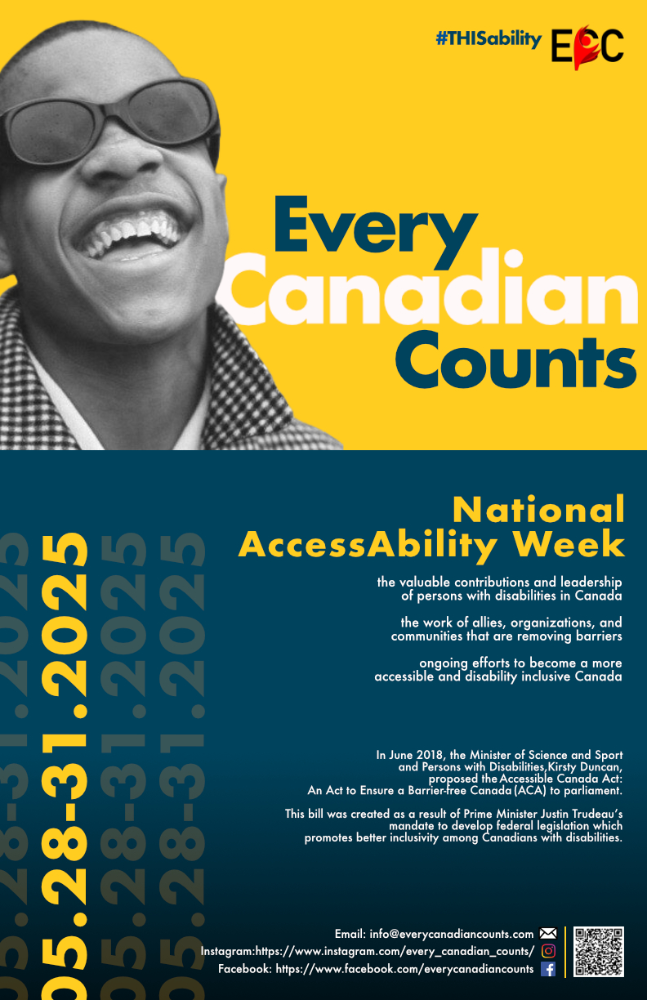 #THISability ECC
Every
Canadian
Counts
National
AccessAbility Week
the valuable contributions and leadership
of persons with disabilities in Canada
the work of allies, organizations, and
communities that are removing barriers
ongoing efforts to become a more
accessible and disability inclusive Canada
05.28-31.2025
05.28-31.2025
05.28-31.2025
05.28-31.2025
In June 2018, the Minister of Science and Sport
and Persons with Disabilities,Kirsty Duncan,
proposed the Accessible Canada Act:
An Act to Ensure a Barrier-free Canada (ACA) to parliament.
This bill was created as a result of Prime Minister Justin Trudeau’s
mandate to develop federal legislation which
promotes better inclusivity among Canadians with disabilities.
Email: info@everycanadiancounts.com
Instagram:https://www.instagram.com/every_canadian_counts/
Facebook: https://www.facebook.com/everycanadiancounts